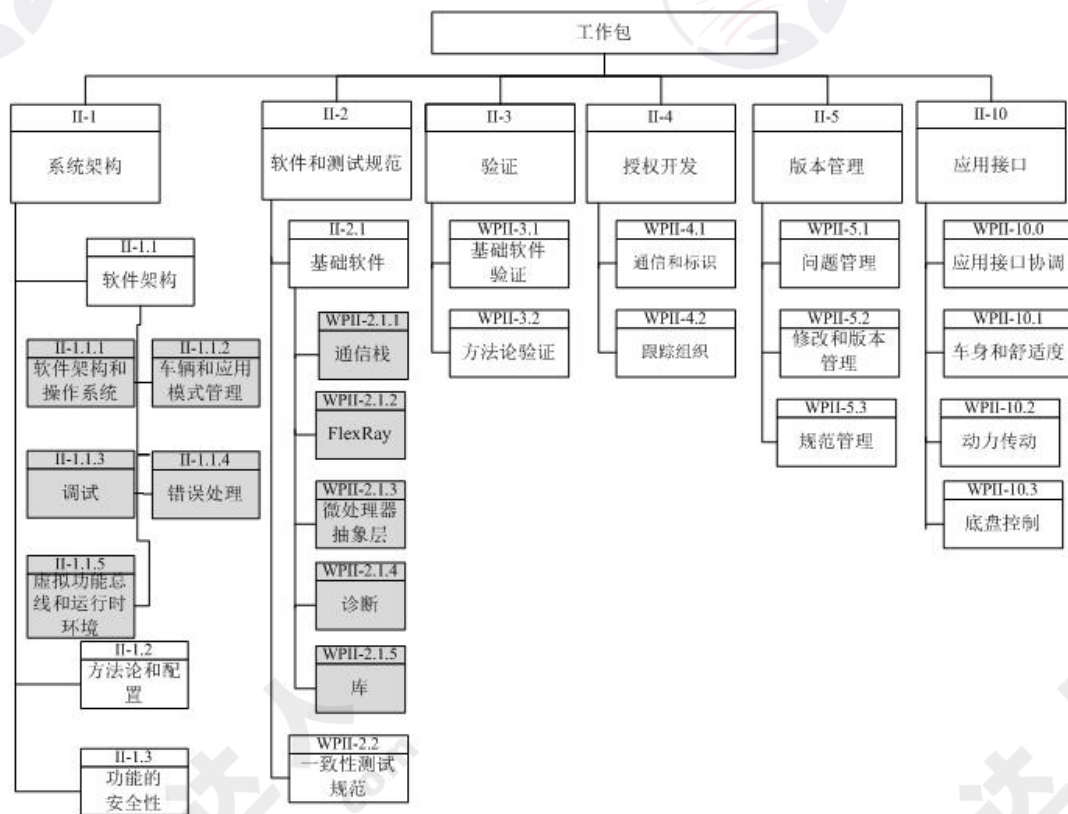 工作包
II-1
系统架构
II-1.1
软件架构
II-1.1.1
软件架构和
操作系统
II-1.1.2
车辆和应用
模式管理
II-1.1.3
调试
II-1.1.4
错误处理
II-1.1.5
虚拟功能总
线和运行时
环境
II-1.2
方法论和配
置
II-1.3
功能的
安全性
II-2
软件和测试规范
II-2.1
基础软件
WPII-2.1.1
通信栈
WPII-2.1.2
FlexRay
WPII-2.1.3
微处理器
抽象层
WPII-2.1.4
诊断
WPII-2.1.5
库
WPII-2.2
一致性测试
规范
II-3
验证
WPII-3.1
基础软件
验证
WPII-3.2
方法论验证
II-4
授权开发
WPII-4.1
通信和标识
WPII-4.2
跟踪组织
II-5
版本管理
WPII-5.1
问题管理
WPII-5.2
修改和版本
管理
WPII-5.3
规范管理
II-10
应用接口
WPII-10.0
应用接口协调
WPII-10.1
车身和舒适度
WPII-10.2
动力传动
WPII-10.3
底盘控制
达人
com